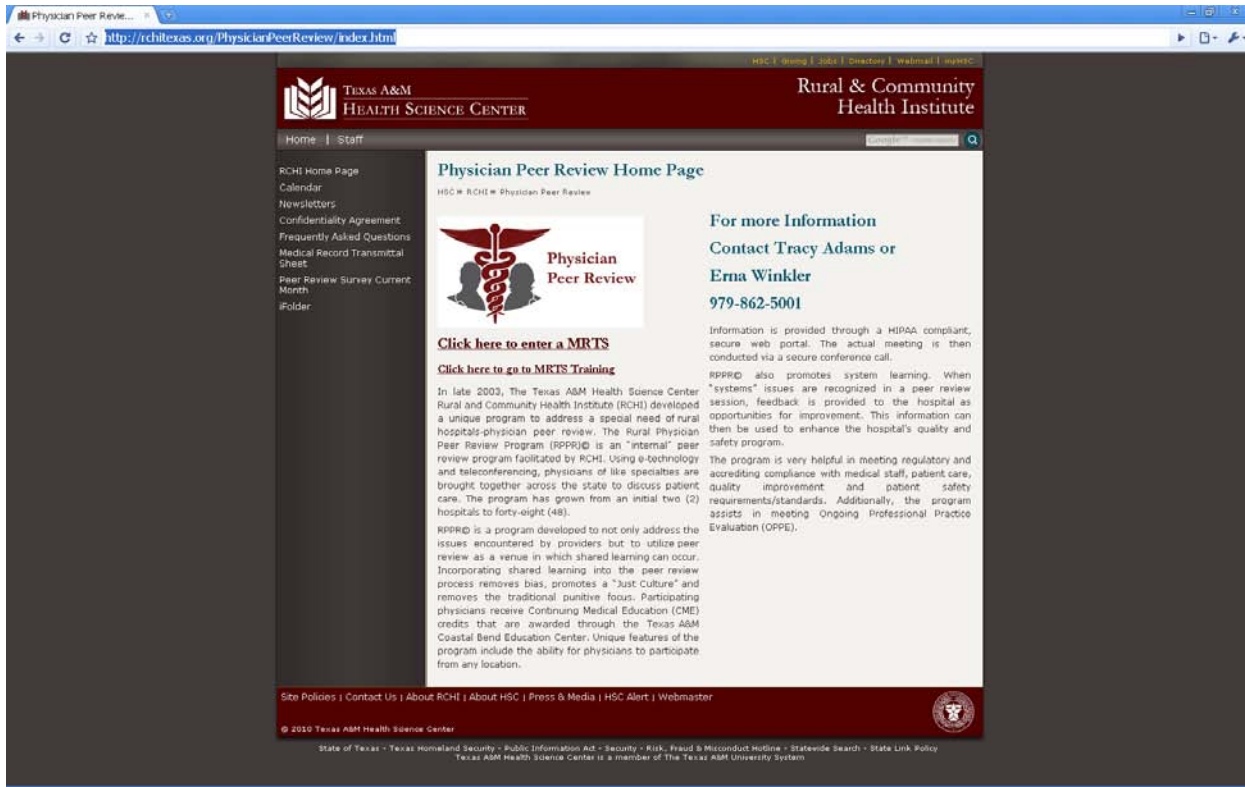 Physician Peer Revie...
http://rchitexas.org/PhysicianPeerReview/index.html
HSC | Giving | Jobs | Directory | Webmail | myHSC
TEXAS A&M
HEALTH SCIENCE CENTER
Rural & Community
Health Institute
Home | Staff
Google™
RCHI Home Page
Calendar
Newsletters
Confidentiality Agreement
Frequently Asked Questions
Medical Record Transmittal
Sheet
Peer Review Survey Current
Month
iFolder
Physician Peer Review Home Page
HSC » RCHI » Physician Peer Review
Physician
Peer Review
Click here to enter a MRTS
Click here to go to MRTS Training
In late 2003, The Texas A&M Health Science Center
Rural and Community Health Institute (RCHI) developed
a unique program to address a special need of rural
hospitals-physician peer review. The Rural Physician
Peer Review Program (RPPR)© is an "internal" peer
review program facilitated by RCHI. Using e-technology
and teleconferencing, physicians of like specialties are
brought together across the state to discuss patient
care. The program has grown from an initial two (2)
hospitals to forty-eight (48).
RPPR© is a program developed to not only address the
issues encountered by providers but to utilize peer
review as a venue in which shared learning can occur.
Incorporating shared learning into the peer review
process removes bias, promotes a "Just Culture" and
removes the traditional punitive focus. Participating
physicians receive Continuing Medical Education (CME)
credits that are awarded through the Texas A&M
Coastal Bend Education Center. Unique features of the
program include the ability for physicians to participate
from any location.
For more Information
Contact Tracy Adams or
Erna Winkler
979-862-5001
Information is provided through a HIPAA compliant,
secure web portal. The actual meeting is then
conducted via a secure conference call.
RPPR© also promotes system learning. When
"systems" issues are recognized in a peer review
session, feedback is provided to the hospital as
opportunities for improvement. This information can
then be used to enhance the hospital's quality and
safety program.
The program is very helpful in meeting regulatory and
accrediting compliance with medical staff, patient care,
quality improvement and patient safety
requirements/standards. Additionally, the program
assists in meeting Ongoing Professional Practice
Evaluation (OPPE).
Site Policies | Contact Us | About RCHI | About HSC | Press & Media | HSC Alert | Webmaster
© 2010 Texas A&M Health Science Center
State of Texas - Texas Homeland Security - Public Information Act - Security - Risk, Fraud & Misconduct Hotline - Statewide Search - State Link Policy
Texas A&M Health Science Center is a member of The Texas A&M University System